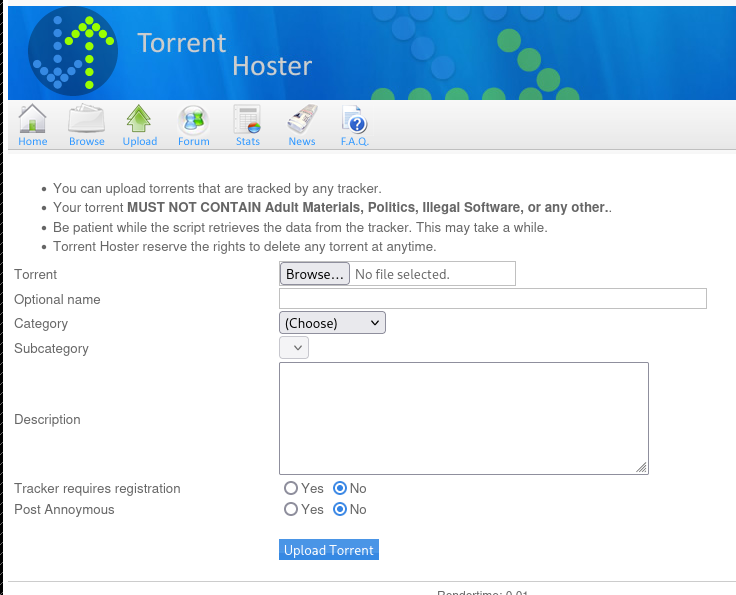 Torrent
Hoster
Home Browse Upload Forum Stats News F.A.Q.
You can upload torrents that are tracked by any tracker.
Your torrent MUST NOT CONTAIN Adult Materials, Politics, Illegal Software, or any other..
Be patient while the script retrieves the data from the tracker. This may take a while.
Torrent Hoster reserve the rights to delete any torrent at anytime.
Torrent Browse... No file selected.
Optional name
Category (Choose)
Subcategory
Description
Tracker requires registration Yes No
Post Annoymous Yes No
Upload Torrent
Rendertime: 0.01